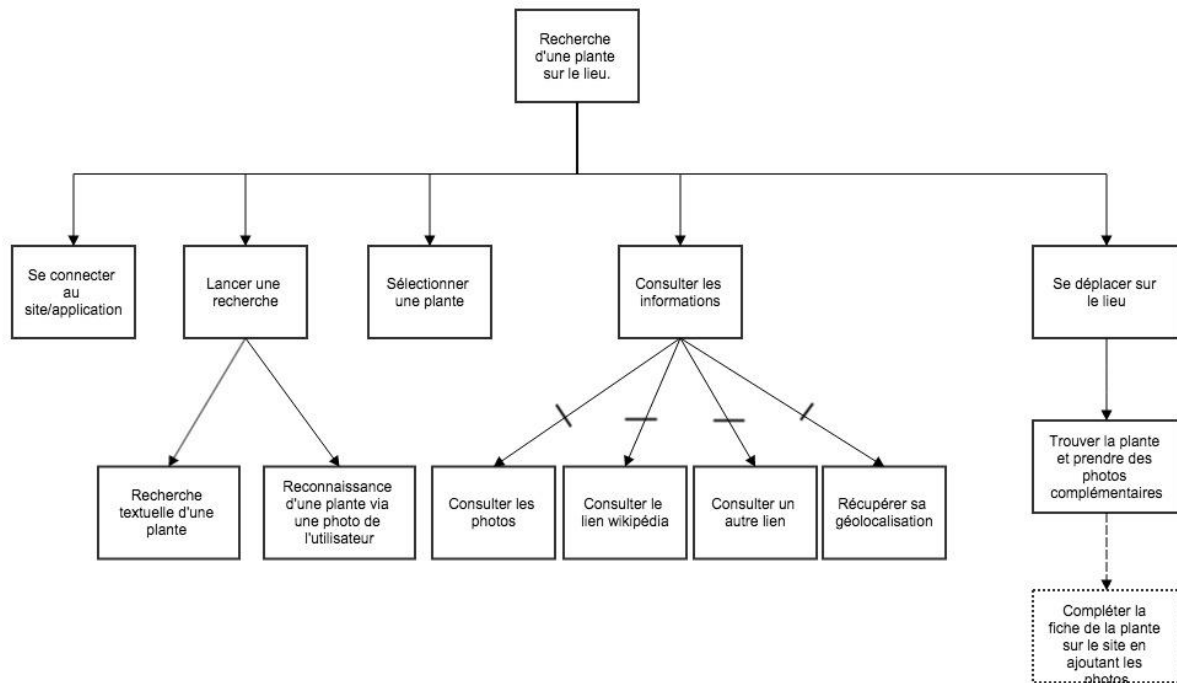 Recherche
d'une plante
sur le lieu.
Se connecter
au
site/application
Lancer une
recherche
Sélectionner
une plante
Consulter les
informations
Se déplacer sur
le lieu
Recherche
textuelle d'une
plante
Reconnaissance
d'une plante via
une photo de
l'utilisateur
Consulter les
photos
Consulter le
lien wikipédia
Consulter un
autre lien
Récupérer sa
géolocalisation
Trouver la plante
et prendre des
photos
complémentaires
Compléter la
fiche de la plante
sur le site en
ajoutant les
photos